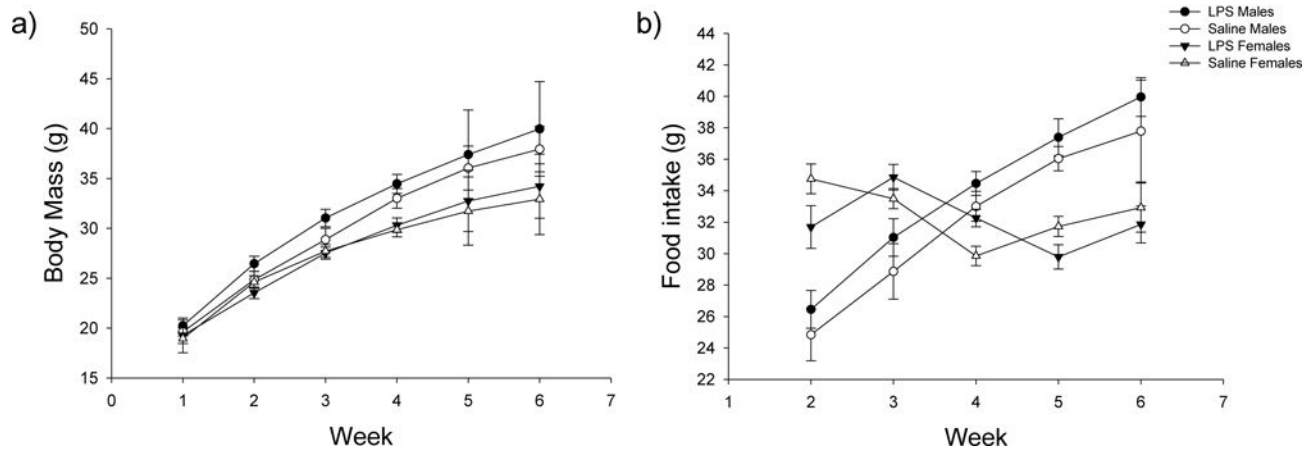 a)
50
45
40
35
30
25
20
15
Body Mass (g)
0 1 2 3 4 5 6 7
Week
b)
44
42
40
38
36
34
32
30
28
26
24
22
Food intake (g)
1 2 3 4 5 6 7
Week
LPS Males
Saline Males
LPS Females
Saline Females